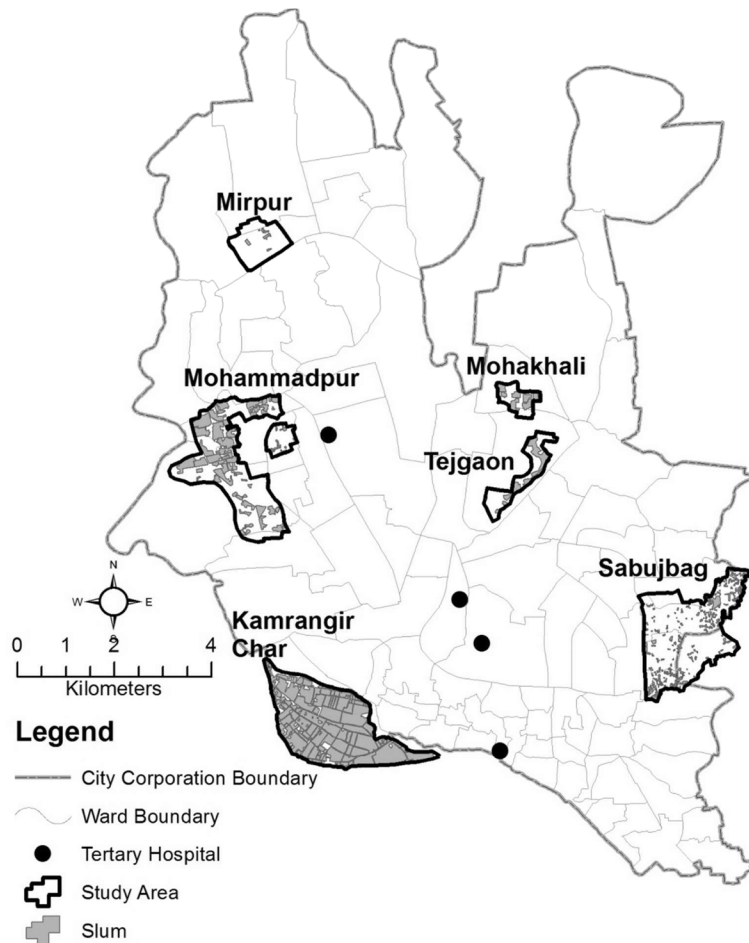 Mirpur
Mohakhali
Mohammadpur
Tejgaon
Sabujbag
N
W E
S
Kamrangir
Char
0 1 2 4
Kilometers
Legend
City Corporation Boundary
Ward Boundary
Tertary Hospital
Study Area
Slum